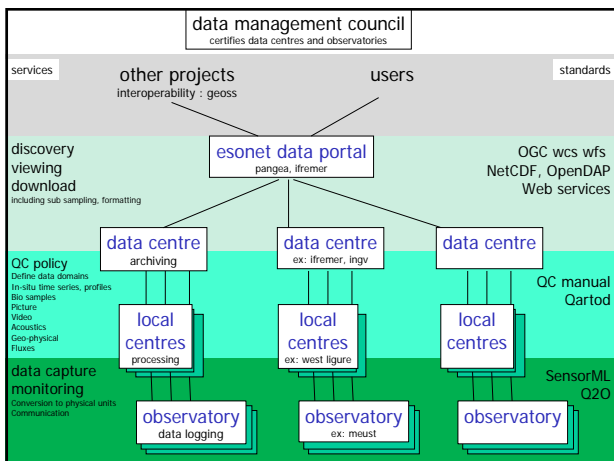 data management council
certifies data centres and observatories
services
standards
other projects
interoperability : geoss
users
discovery
viewing
download
including sub sampling, formatting
esonet data portal
pangea, ifremer
OGC wcs wfs
NetCDF, OpenDAP
Web services
data centre
archiving
data centre
ex: ifremer, ingv
data centre
QC policy
Define data domains
In-situ time series, profiles
Bio samples
Picture
Video
Acoustics
Geo-physical
Fluxes
QC manual
Qartod
local
centres
processing
local
centres
ex: west ligure
local
centres
data capture
monitoring
Conversion to physical units
Communication
SensorML
Q2O
observatory
data logging
observatory
ex: meust
observatory